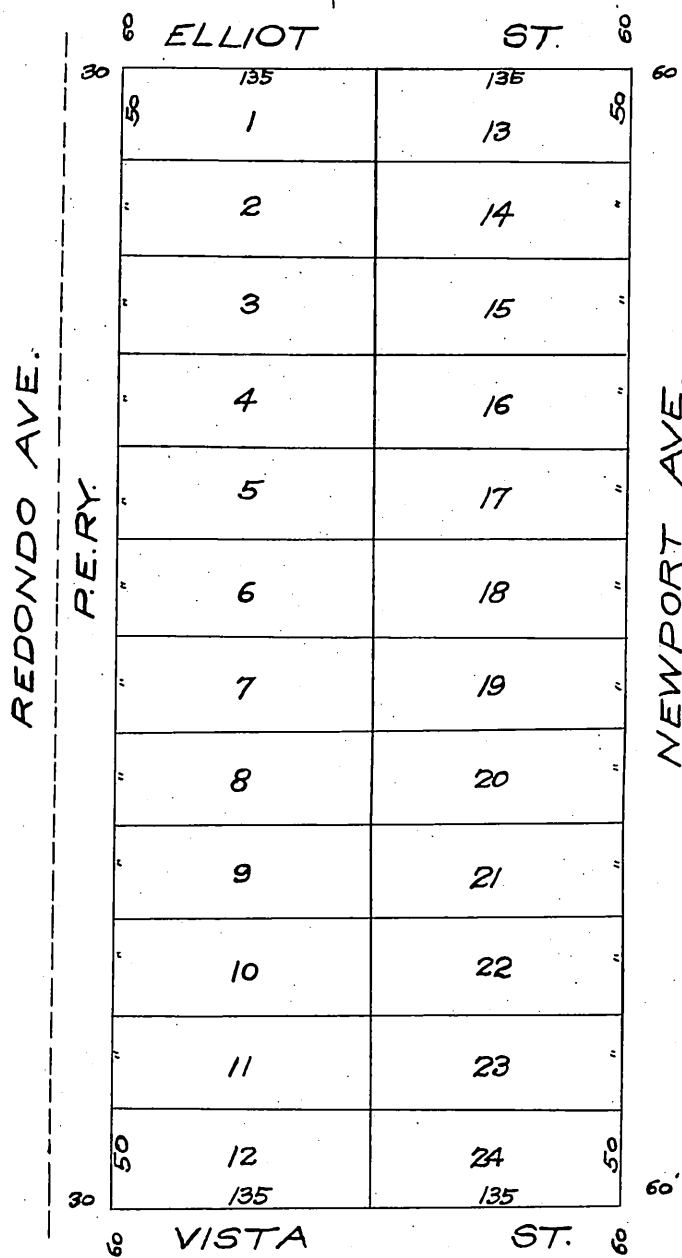 60 ELLIOT ST. 60
30 135 135 60
50 50
1 13
" 2 14 "
" 3 15 "
" 4 16 "
" 5 17 "
" 6 18 "
" 7 19 "
" 8 20 "
" 9 21 "
" 10 22 "
" 11 23 "
50 12 24 50
30 135 135 60'
60 VISTA ST. 60
REDONDO AVE.
P.E.RY.
NEWPORT AVE.